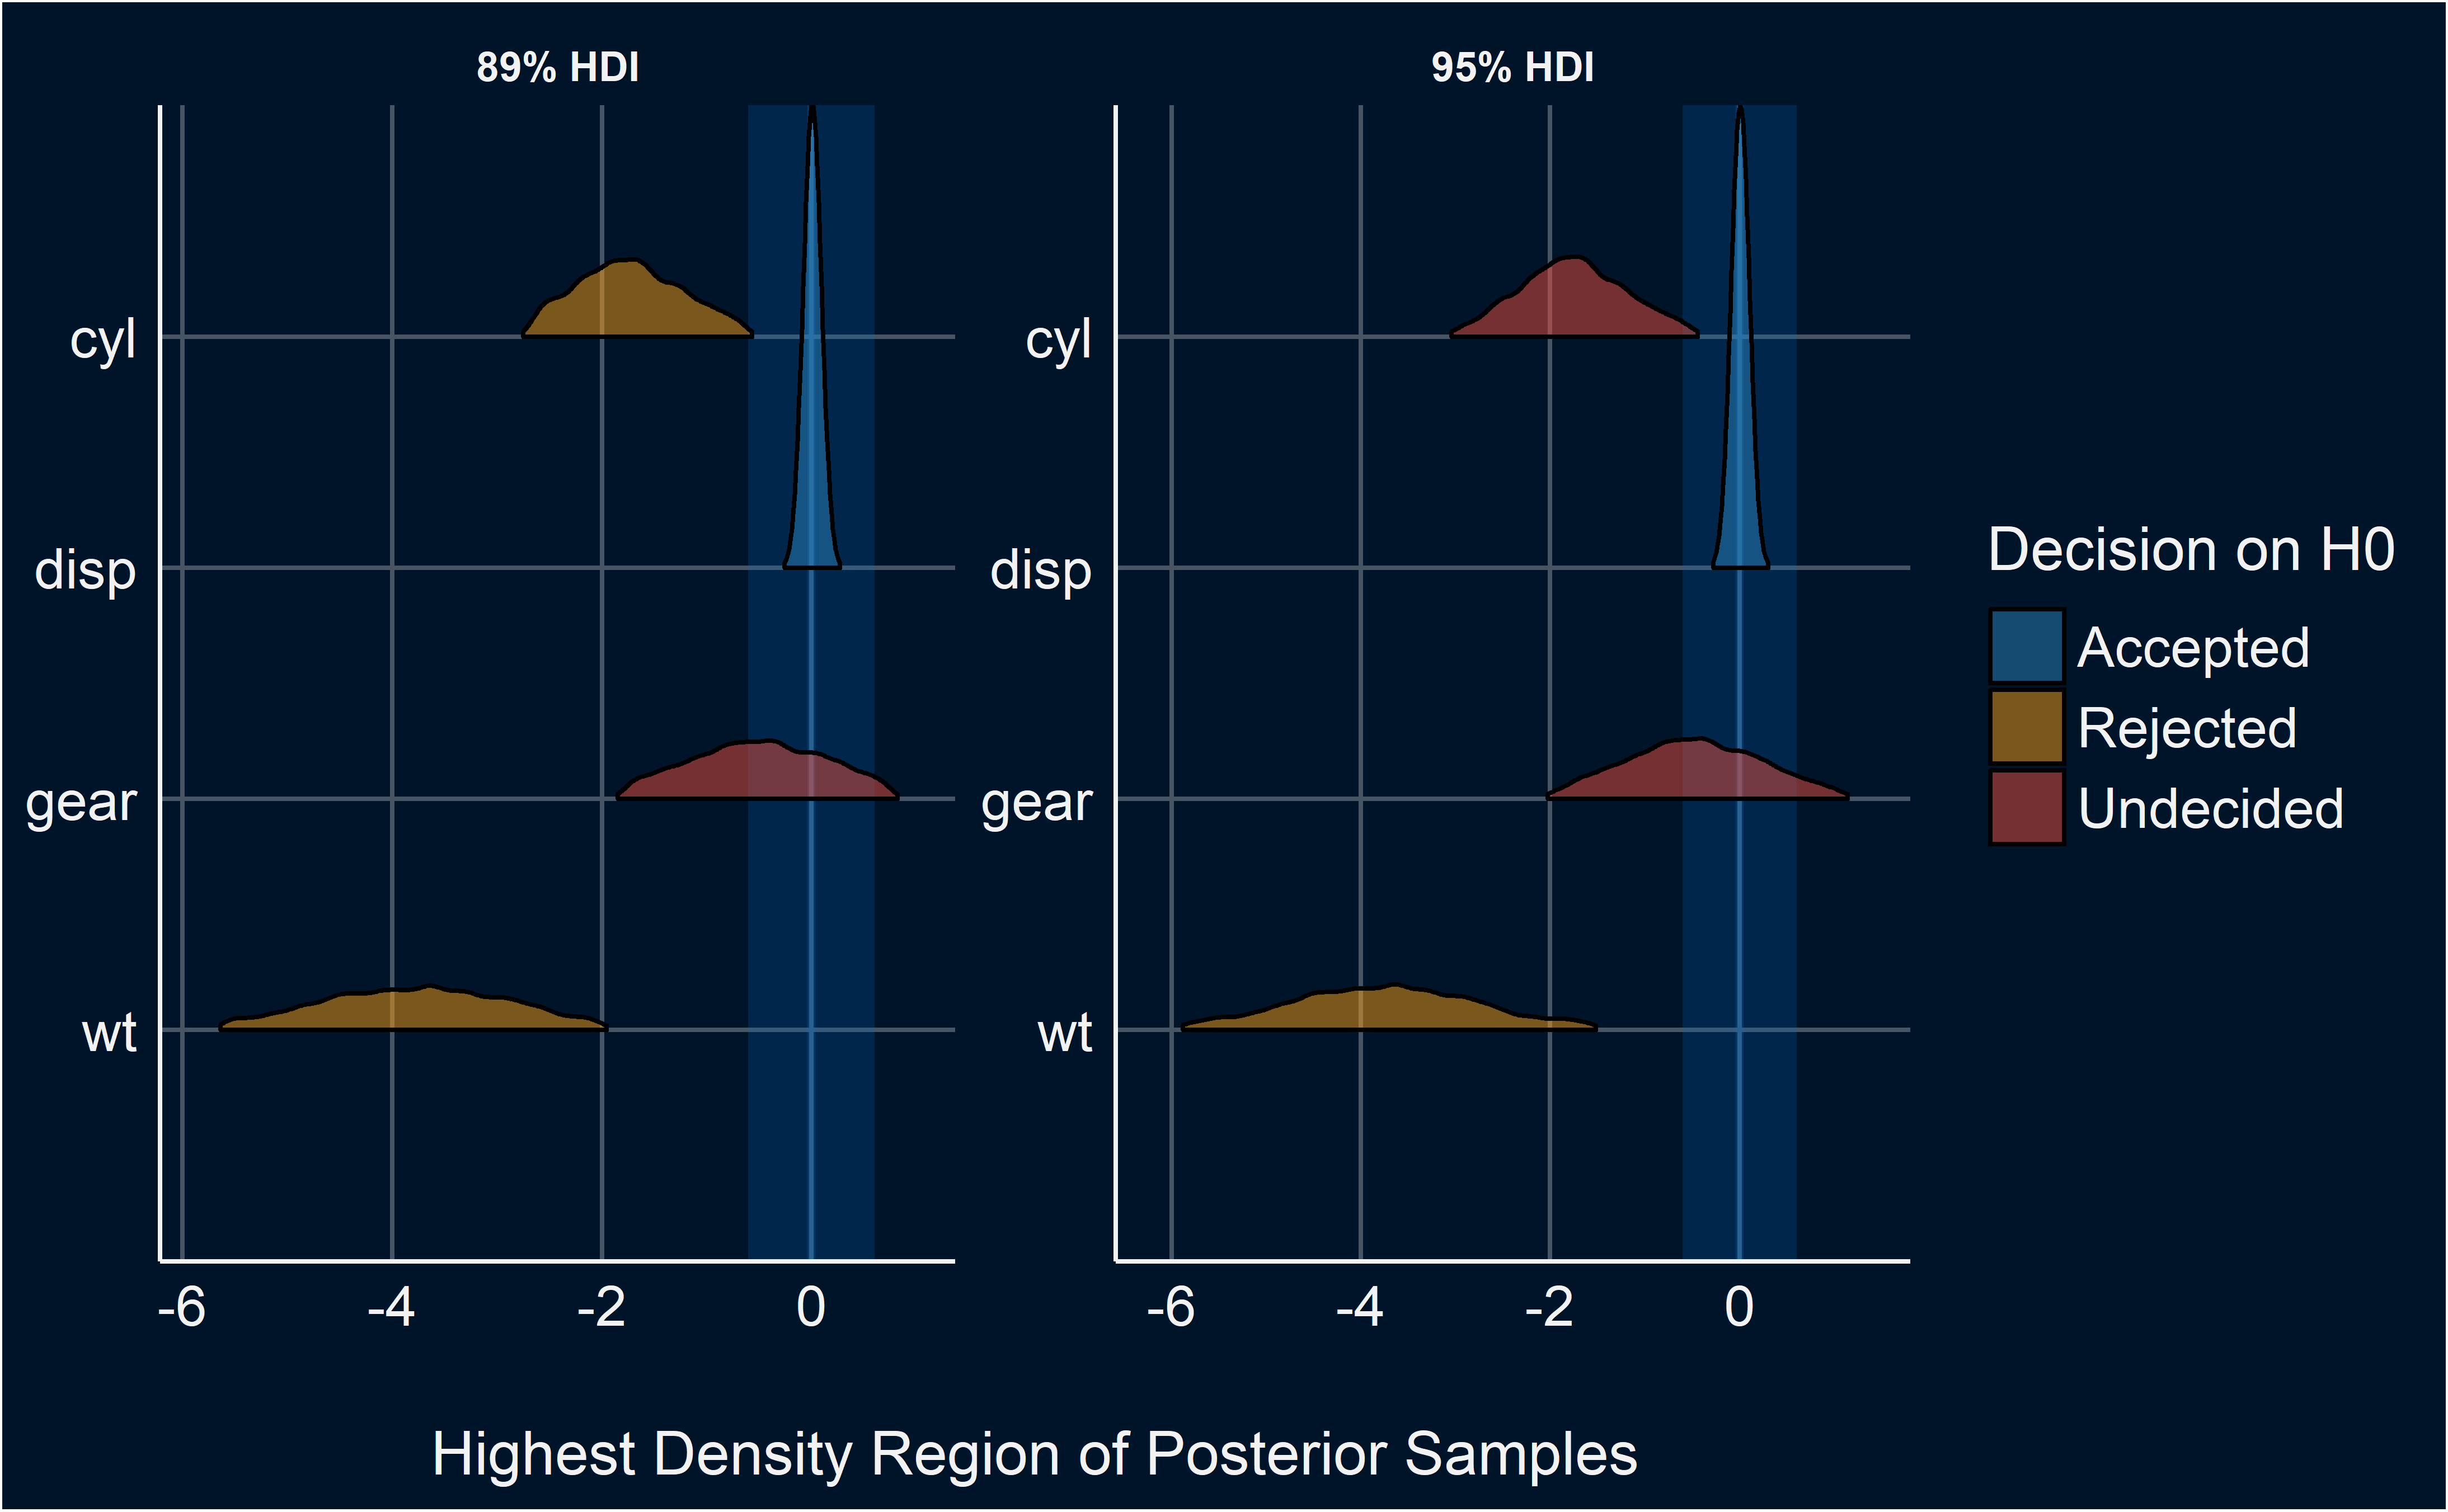 89% HDI
95% HDI
cyl
disp
gear
wt
-6 -4 -2 0
cyl
disp
gear
wt
-6 -4 -2 0
Highest Density Region of Posterior Samples
Decision on H0
Accepted
Rejected
Undecided